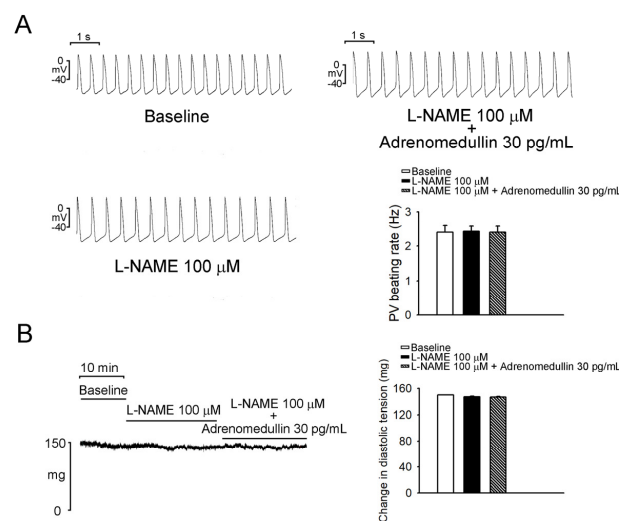 A
1 s
0
mV
-40
Baseline
1 s
0
mV
-40
L-NAME 100 μM
+
Adrenomedullin 30 pg/mL
0
mV
-40
L-NAME 100 μM
Baseline
L-NAME 100 μM
L-NAME 100 μM + Adrenomedullin 30 pg/mL
PV beating rate (Hz)
3
2
1
0
B
10 min
Baseline
L-NAME 100 μM
L-NAME 100 μM
+
Adrenomedullin 30 pg/mL
150
mg
0
Baseline
L-NAME 100 μM
L-NAME 100 μM + Adrenomedullin 30 pg/mL
Change in diastolic tension (mg)
160
120
80
40
0